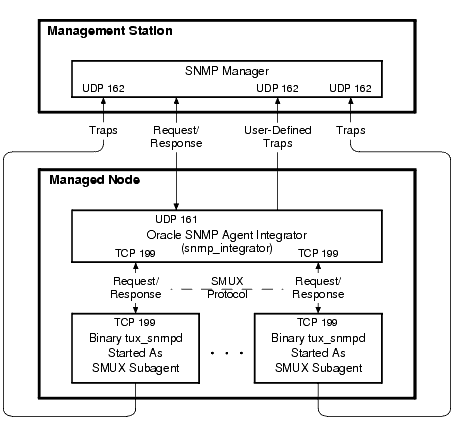 Management Station
SNMP Manager
UDP 162
UDP 162
UDP 162
Traps
Request/
Response
User-Defined
Traps
Traps
Managed Node
UDP 161
Oracle SNMP Agent Integrator
(snmp_integrator)
TCP 199
TCP 199
Request/
Response
SMUX
Protocol
Request/
Response
TCP 199
Binary tux_snmpd
Started As
SMUX Subagent
. . .
TCP 199
Binary tux_snmpd
Started As
SMUX Subagent